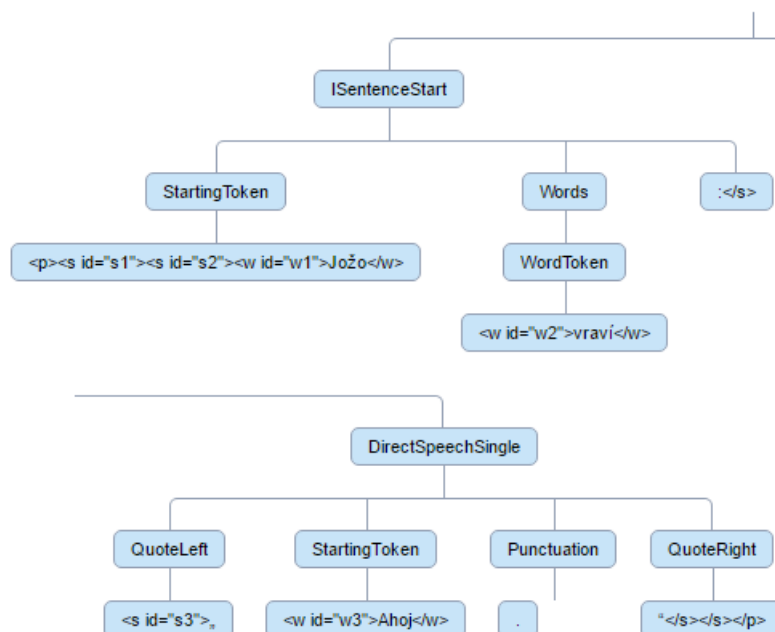 ISentenceStart
StartingToken Words :</s>
<p><s id="s1"><s id="s2"><w id="w1">Jožo</w> WordToken
<w id="w2">vraví</w>
DirectSpeechSingle
QuoteLeft StartingToken Punctuation QuoteRight
<s id="s3">„ <w id="w3">Ahoj</w> . “</s></s></p>